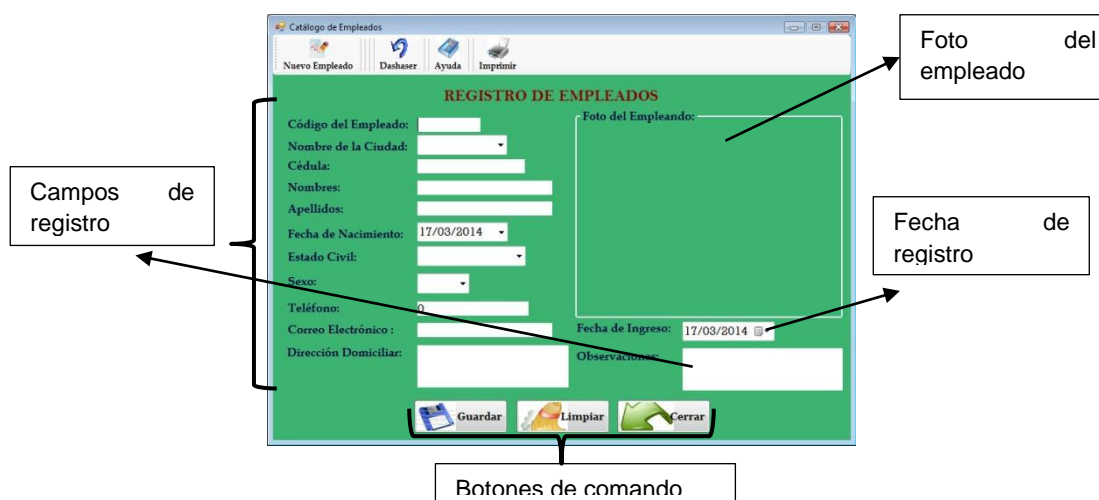 Catálogo de Empleados
Nuevo Empleado Dashaser Ayuda Imprimir
REGISTRO DE EMPLEADOS
Código del Empleado:
Nombre de la Ciudad:
Cédula:
Nombres:
Apellidos:
Fecha de Nacimiento: 17/03/2014
Estado Civil:
Sexo:
Teléfono: 0
Correo Electrónico :
Dirección Domiciliar:
Foto del Empleando:
Fecha de Ingreso: 17/03/2014
Observaciones:
Guardar Limpiar Cerrar
Campos de
registro
Foto del
empleado
Fecha de
registro
Botones de comando